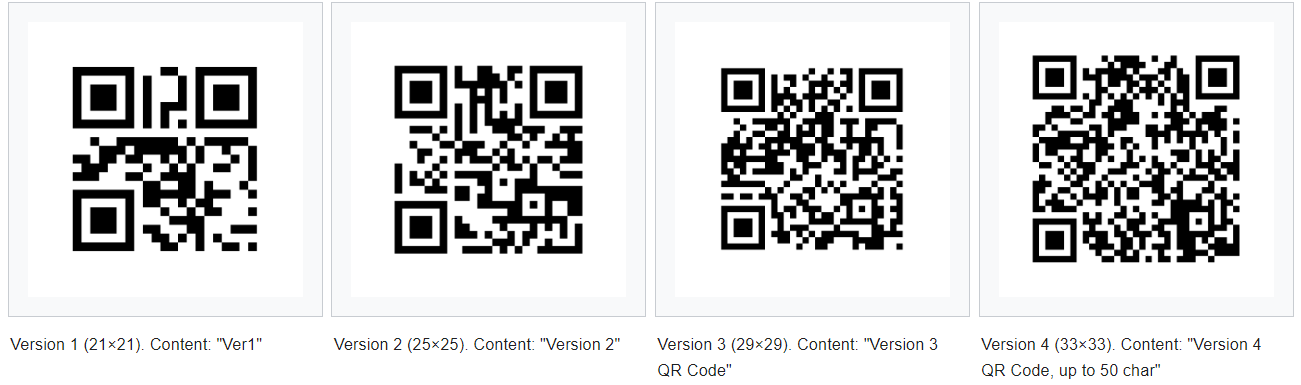 Version 1 (21×21). Content: "Ver1"
Version 2 (25×25). Content: "Version 2"
Version 3 (29×29). Content: "Version 3
QR Code"
Version 4 (33×33). Content: "Version 4
QR Code, up to 50 char"